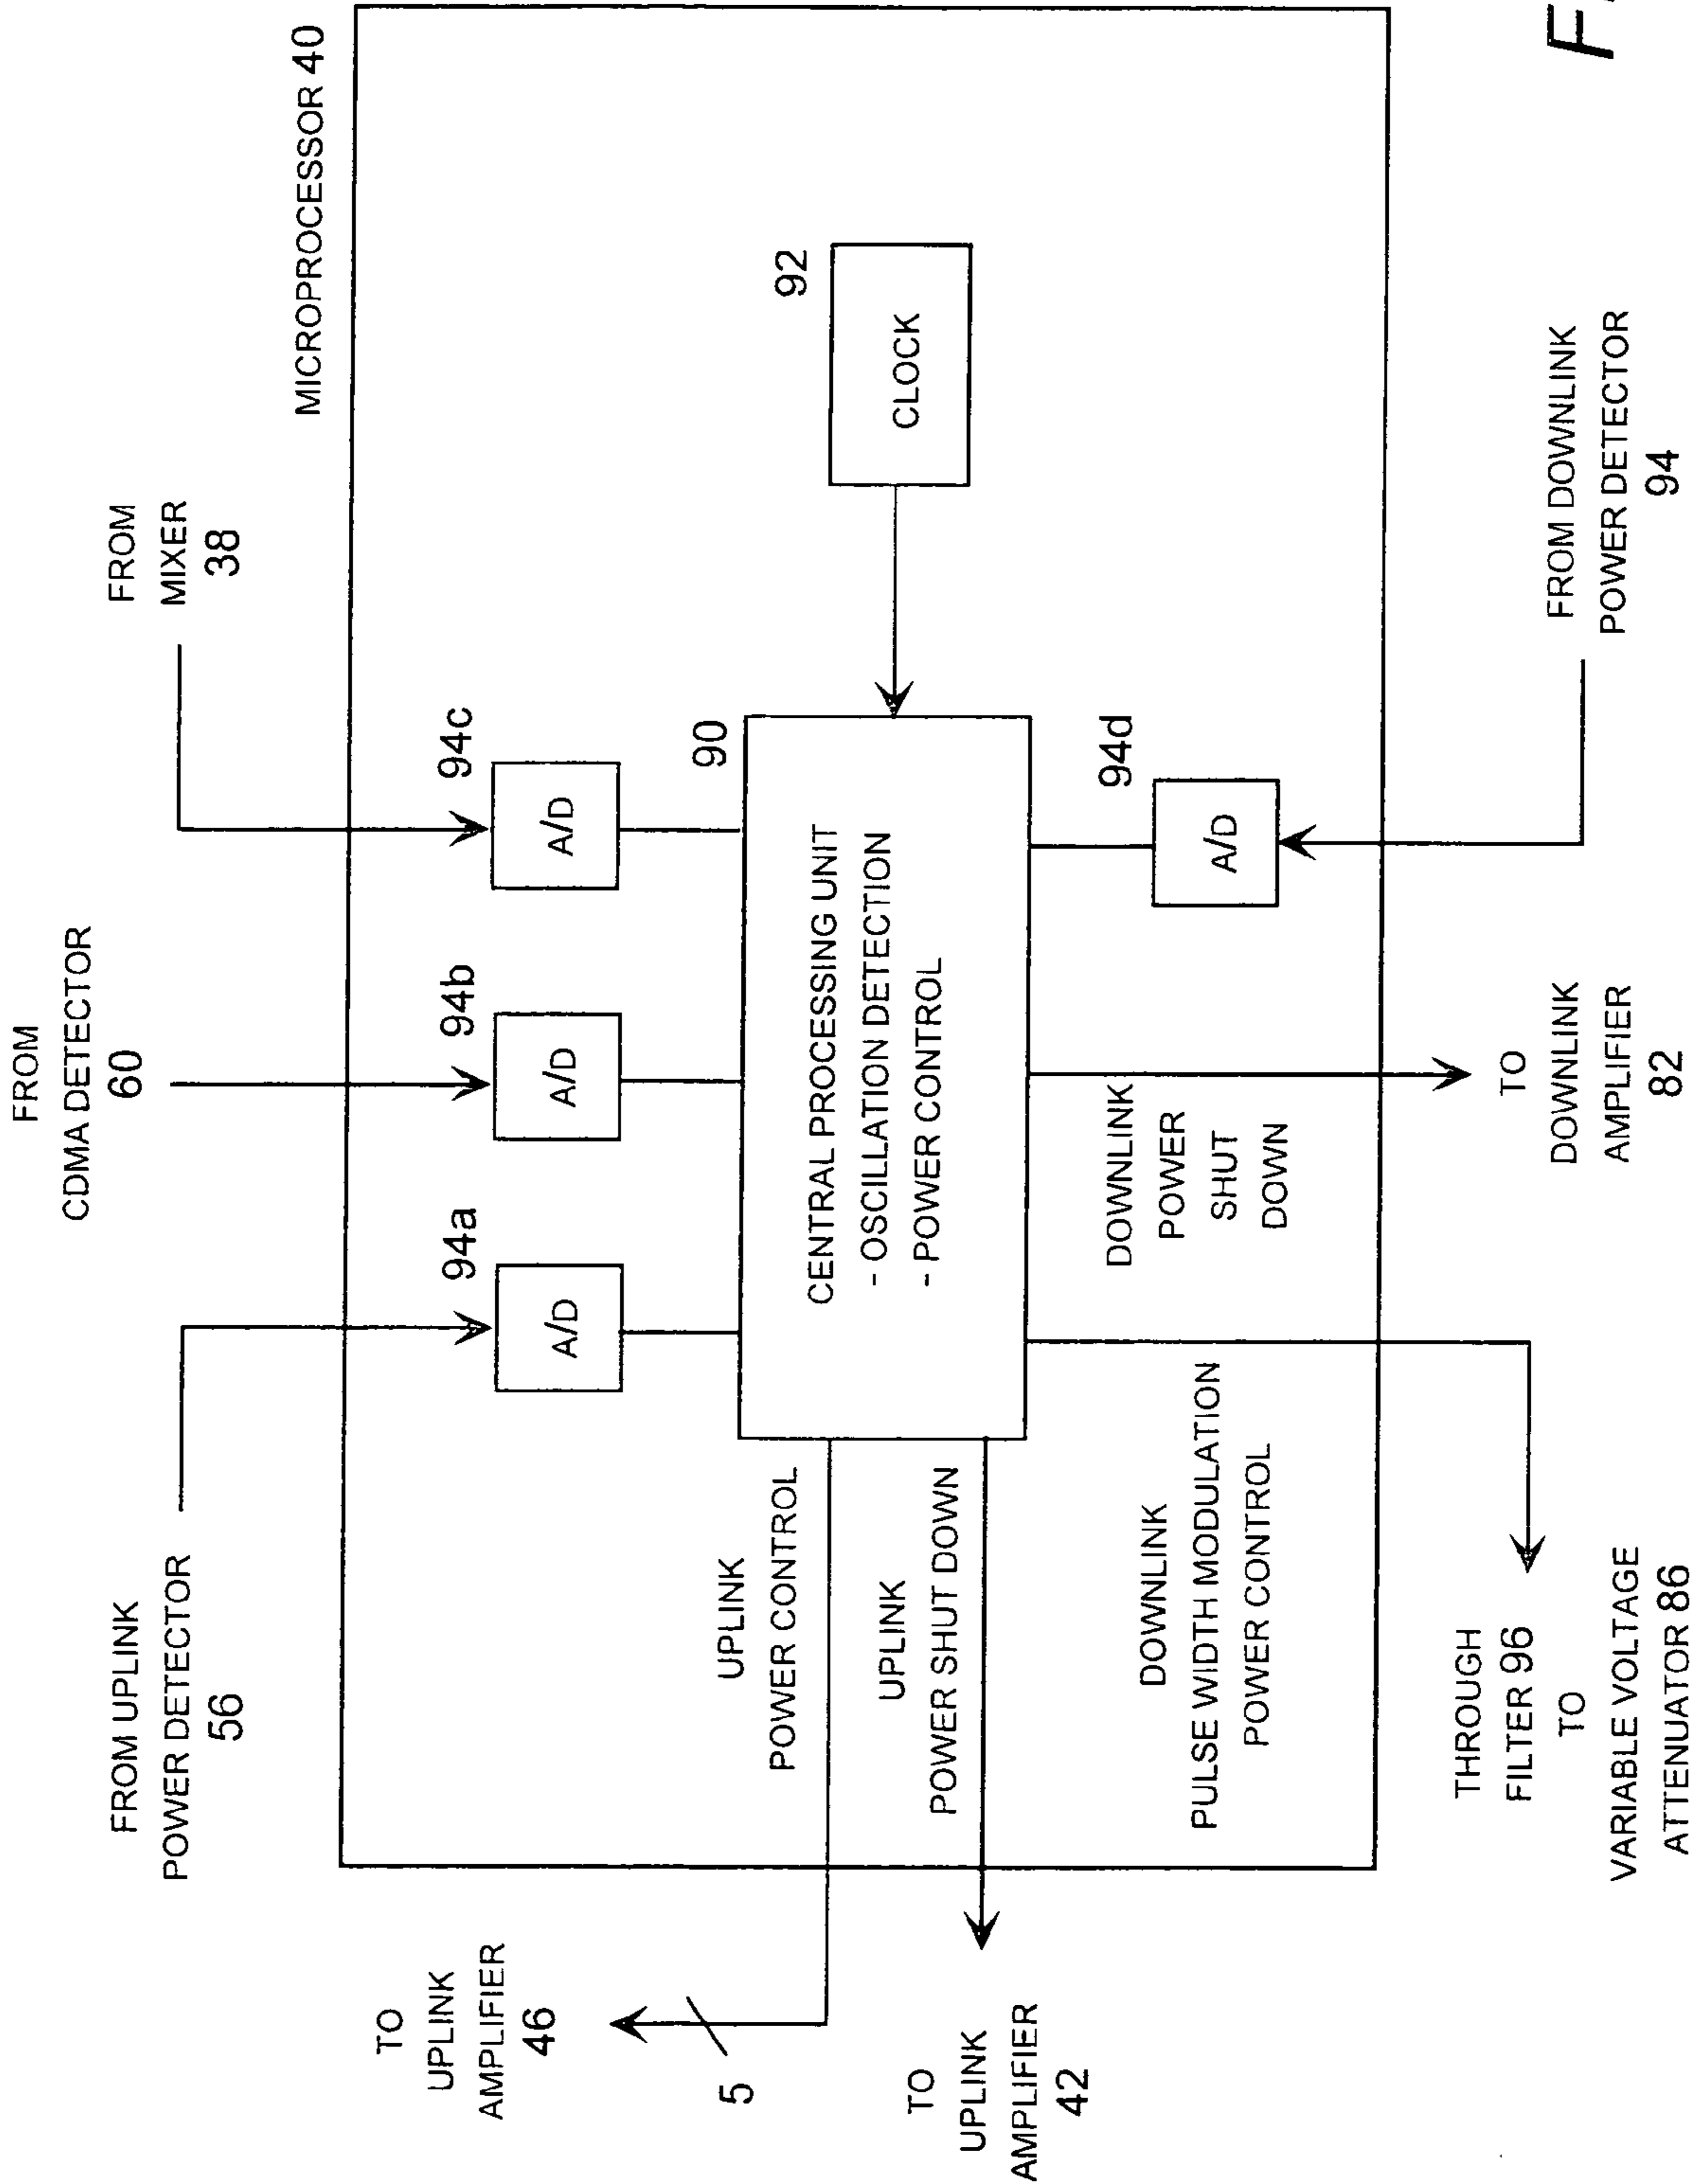 FROM
CDMA DETECTOR
60
FROM UPLINK
POWER DETECTOR
56
FROM
MIXER
38
MICROPROCESSOR 40
94a
A/D
94b
A/D
94c
A/D
90
CENTRAL PROCESSING UNIT
- OSCILLATION DETECTION
- POWER CONTROL
92
CLOCK
TO
UPLINK
AMPLIFIER
46
5
UPLINK
POWER CONTROL
UPLINK
POWER SHUT DOWN
TO
UPLINK
AMPLIFIER
42
DOWNLINK
PULSE WIDTH MODULATION
POWER CONTROL
DOWNLINK
POWER
SHUT
DOWN
94d
A/D
THROUGH
FILTER 96
TO
VARIABLE VOLTAGE
ATTENUATOR 86
TO
DOWNLINK
AMPLIFIER
82
FROM DOWNLINK
POWER DETECTOR
94